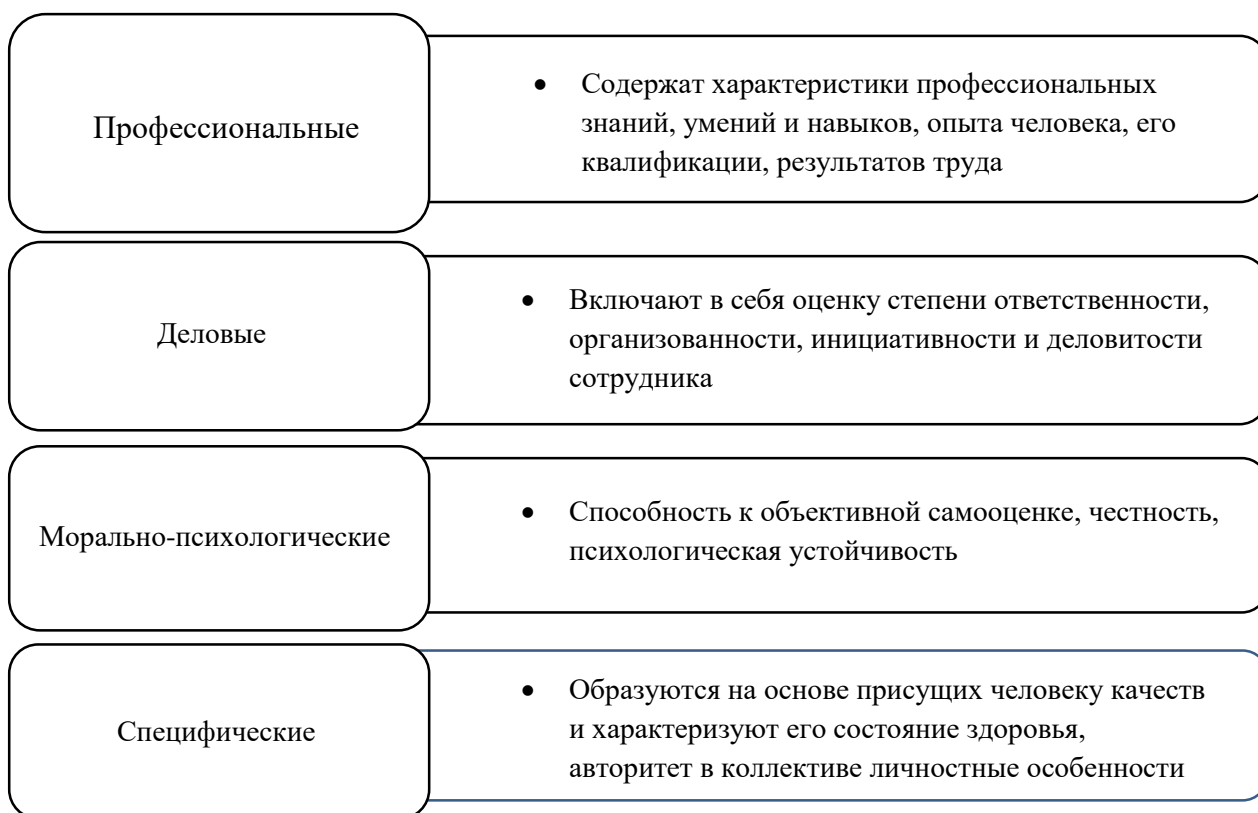 Профессиональные
• Содержат характеристики профессиональных
знаний, умений и навыков, опыта человека, его
квалификации, результатов труда
Деловые
• Включают в себя оценку степени ответственности,
организованности, инициативности и деловитости
сотрудника
Морально-психологические
• Способность к объективной самооценке, честность,
психологическая устойчивость
Специфические
• Образуются на основе присущих человеку качеств
и характеризуют его состояние здоровья,
авторитет в коллективе личностные особенности